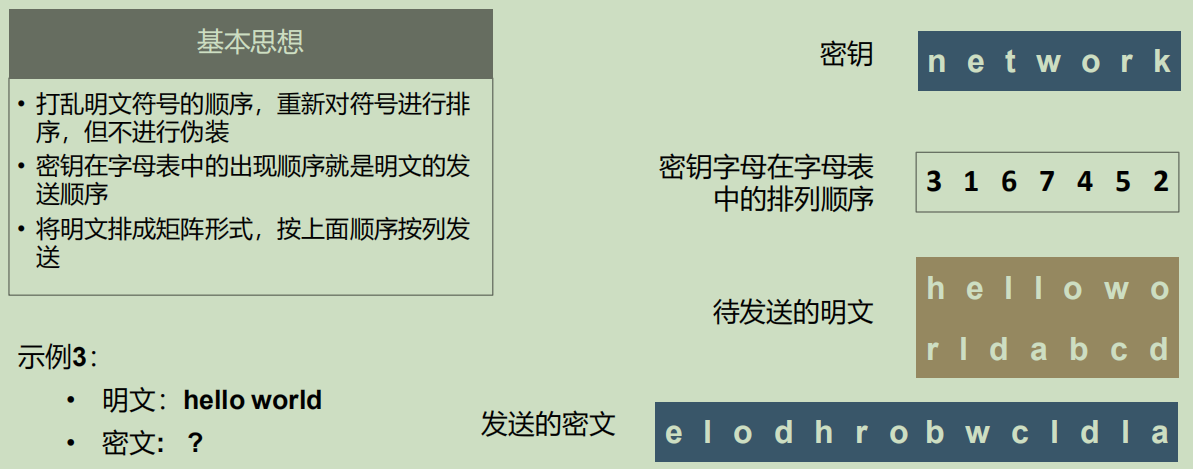 基本思想
• 打乱明文符号的顺序，重新对符号进行排
序，但不进行伪装
• 密钥在字母表中的出现顺序就是明文的发
送顺序
• 将明文排成矩阵形式，按上面顺序按列发
送
示例3：
• 明文：hello world
• 密文: ?
密钥
n e t w o r k
密钥字母在字母表
中的排列顺序
3 1 6 7 4 5 2
待发送的明文
h e l l o w o
r l d a b c d
发送的密文
e l o d h r o b w c l d l a